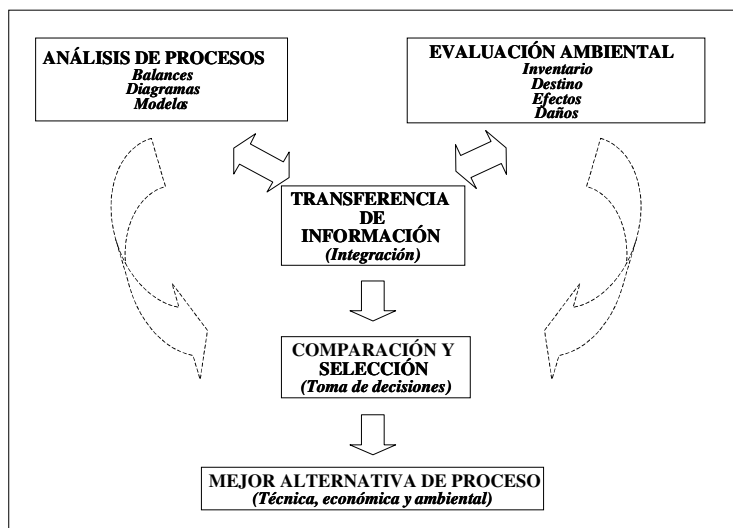 ANÁLISIS DE PROCESOS
Balances
Diagramas
Modelos
EVALUACIÓN AMBIENTAL
Inventario
Destino
Efectos
Daños
TRANSFERENCIA
DE
INFORMACIÓN
(Integración)
COMPARACIÓN Y
SELECCIÓN
(Toma de decisiones)
MEJOR ALTERNATIVA DE PROCESO
(Técnica, económica y ambiental)